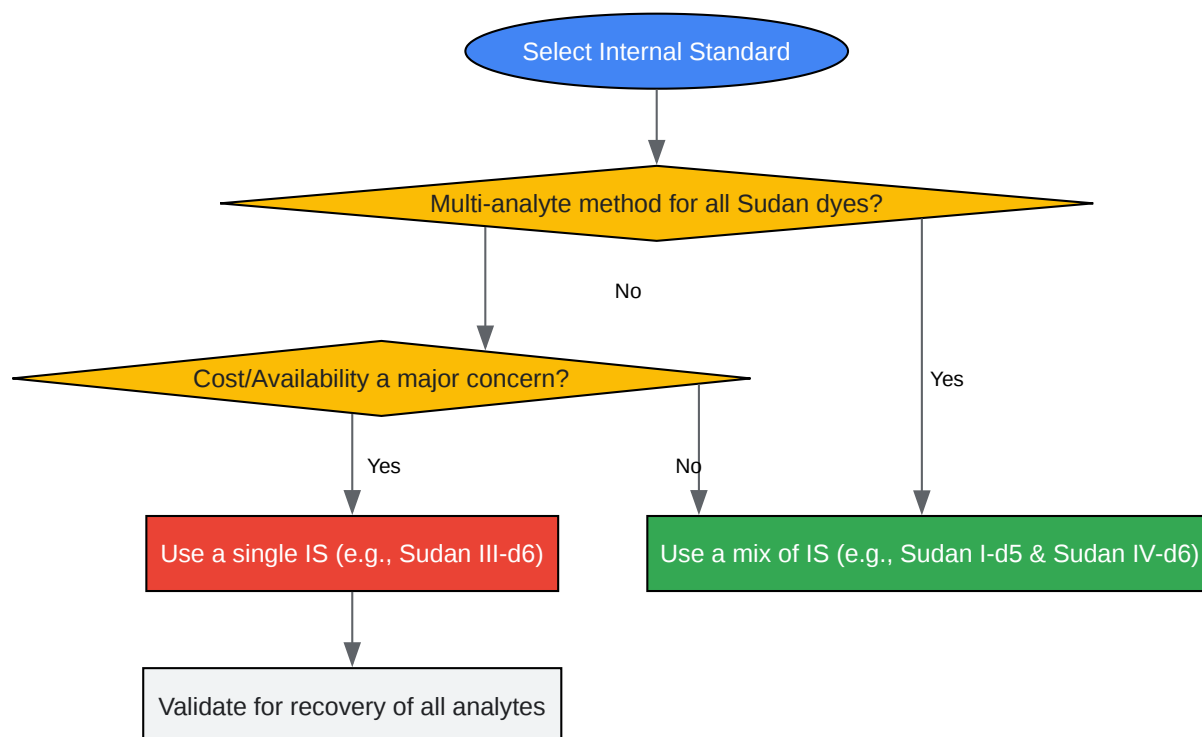 Select Internal Standard
Multi-analyte method for all Sudan dyes?
No
Cost/Availability a major concern?
Yes
Yes
No
Use a single IS (e.g., Sudan III-d6)
Use a mix of IS (e.g., Sudan I-d5 & Sudan IV-d6)
Validate for recovery of all analytes